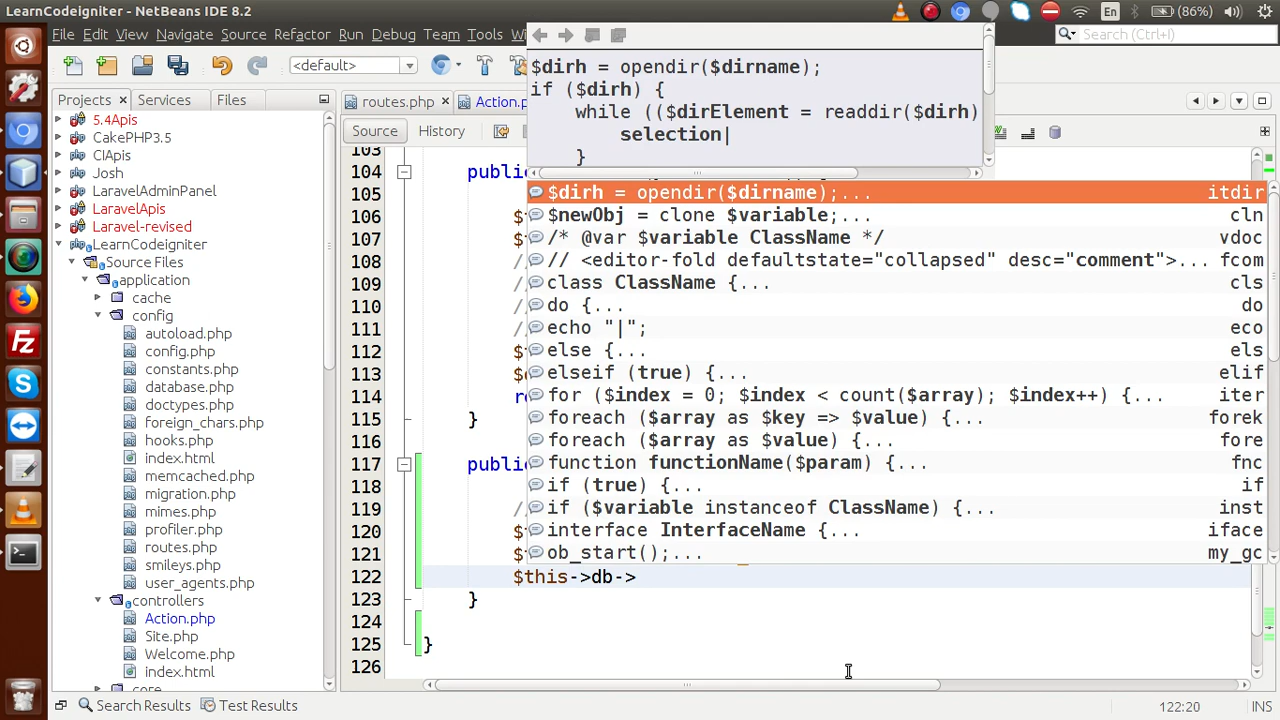 LearnCodeigniter - NetBeans IDE 8.2
En
(86%)
File Edit View Navigate Source Refactor Run Debug Team Tools
Search (Ctrl+I)
<default>
Projects
Services
Files
routes.php
Action.
Source
History
5.4Apis
CakePHP3.5
CIApis
Josh
LaravelAdminPanel
LaravelApis
Laravel-revised
LearnCodeigniter
Source Files
application
cache
config
autoload.php
config.php
constants.php
database.php
doctypes.php
foreign_chars.php
hooks.php
index.html
memcached.php
migration.php
mimes.php
profiler.php
routes.php
smileys.php
user_agents.php
controllers
Action.php
Site.php
Welcome.php
index.html
core
$dirh = opendir($dirname);
if ($dirh) {
while (($dirElement = readdir($dirh)
selection|
}
$dirh = opendir($dirname);... itdir
$newObj = clone $variable;... cln
/* @var $variable ClassName */ vdoc
// <editor-fold defaultstate="collapsed" desc="comment">... fcom
class ClassName {... cls
do {... do
echo "|"; eco
else {... els
elseif (true) {... elif
for ($index = 0; $index < count($array); $index++) {... iter
foreach ($array as $key => $value) {... forek
foreach ($array as $value) {... fore
function functionName($param) {... fnc
if (true) {... if
if ($variable instanceof ClassName) {... inst
interface InterfaceName {... iface
ob_start();... my_gc
103
104 publi
105
106 $
107 $
108 /
109 /
110 /
111 /
112 $
113 $
114 re
115 }
116
117 publi
118
119 /
120 $
121 $
122 $this->db->
123 }
124
125 }
126
Search Results
Test Results
122:20
INS